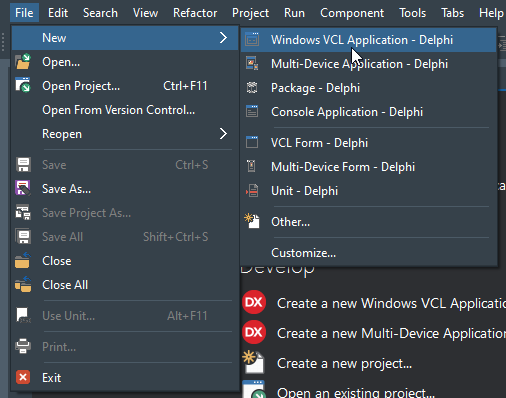 File Edit Search View Refactor Project Run Component Tools Tabs Help
New
Open...
Open Project... Ctrl+F11
Open From Version Control...
Reopen
Save Ctrl+S
Save As...
Save Project As...
Save All Shift+Ctrl+S
Close
Close All
Use Unit... Alt+F11
Print...
Exit
Windows VCL Application - Delphi
Multi-Device Application - Delphi
Package - Delphi
Console Application - Delphi
VCL Form - Delphi
Multi-Device Form - Delphi
Unit - Delphi
Other...
Customize...
Develop
DX Create a new Windows VCL Application
DX Create a new Multi-Device Application
Create a new project...
Open an existing project...